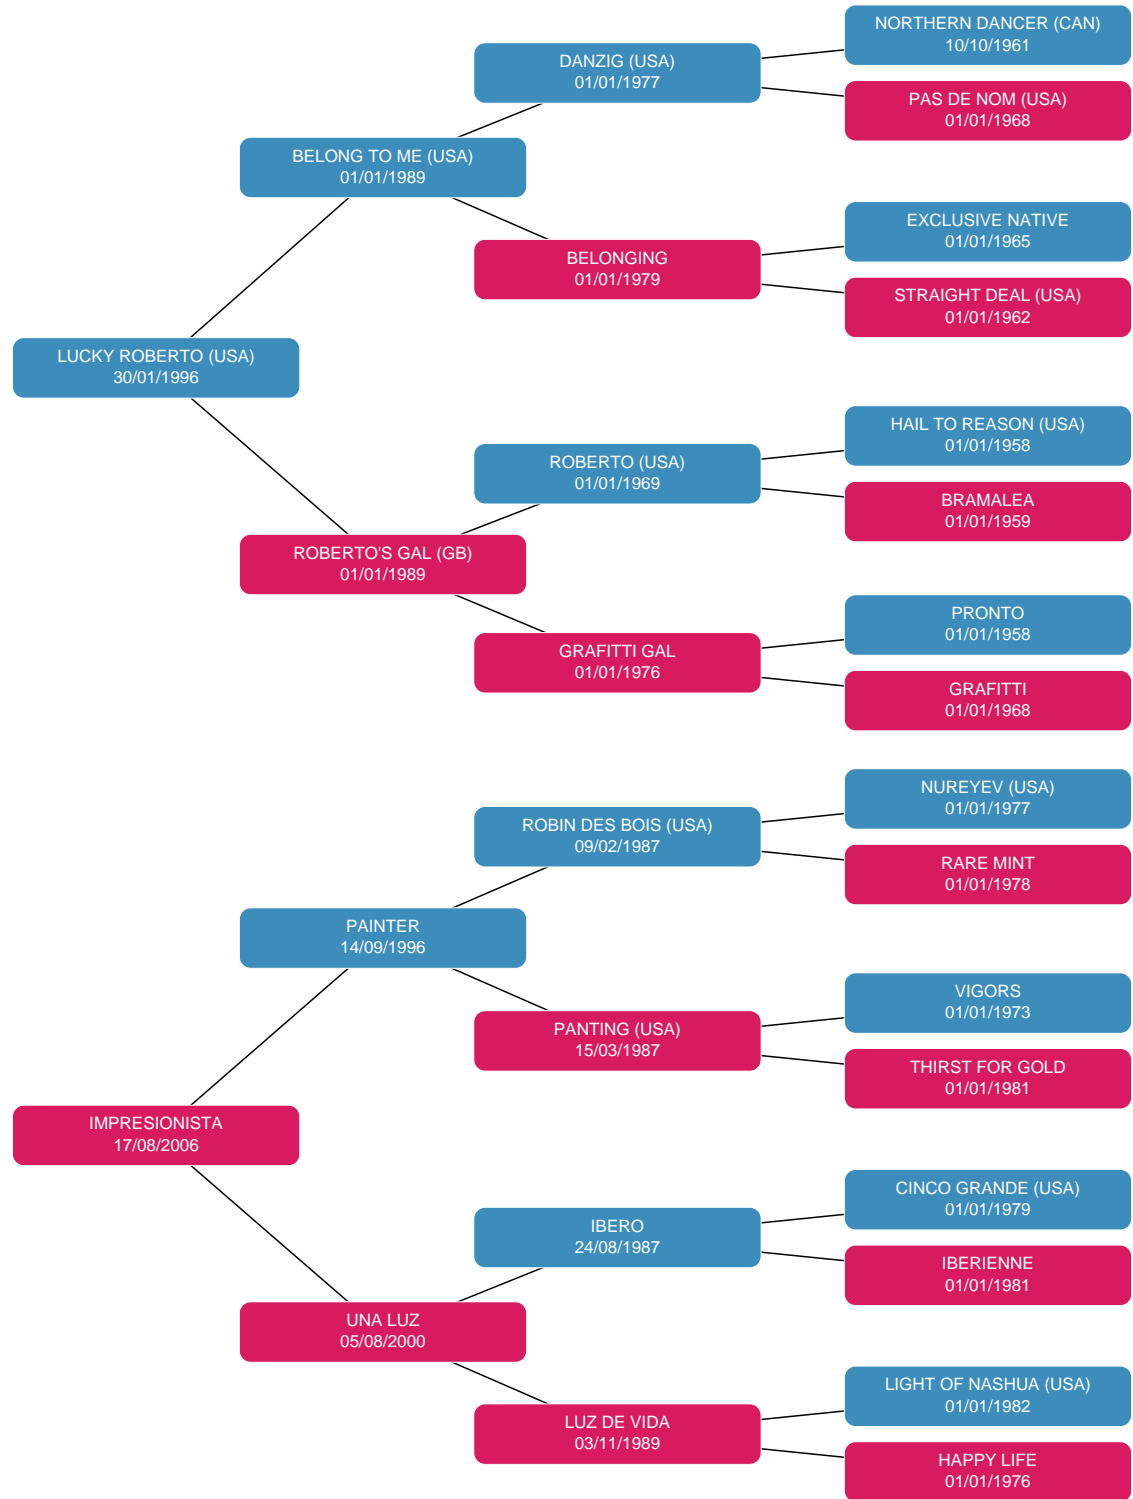 NORTHERN DANCER (CAN)
10/10/1961
DANZIG (USA)
01/01/1977
PAS DE NOM (USA)
01/01/1968
BELONG TO ME (USA)
01/01/1989
EXCLUSIVE NATIVE
01/01/1965
BELONGING
01/01/1979
STRAIGHT DEAL (USA)
01/01/1962
LUCKY ROBERTO (USA)
30/01/1996
HAIL TO REASON (USA)
01/01/1958
ROBERTO (USA)
01/01/1969
BRAMALEA
01/01/1959
ROBERTO'S GAL (GB)
01/01/1989
PRONTO
01/01/1958
GRAFITTI GAL
01/01/1976
GRAFITTI
01/01/1968
NUREYEV (USA)
01/01/1977
ROBIN DES BOIS (USA)
09/02/1987
RARE MINT
01/01/1978
PAINTER
14/09/1996
VIGORS
01/01/1973
PANTING (USA)
15/03/1987
THIRST FOR GOLD
01/01/1981
IMPRESIONISTA
17/08/2006
CINCO GRANDE (USA)
01/01/1979
IBERO
24/08/1987
IBERIENNE
01/01/1981
UNA LUZ
05/08/2000
LIGHT OF NASHUA (USA)
01/01/1982
LUZ DE VIDA
03/11/1989
HAPPY LIFE
01/01/1976